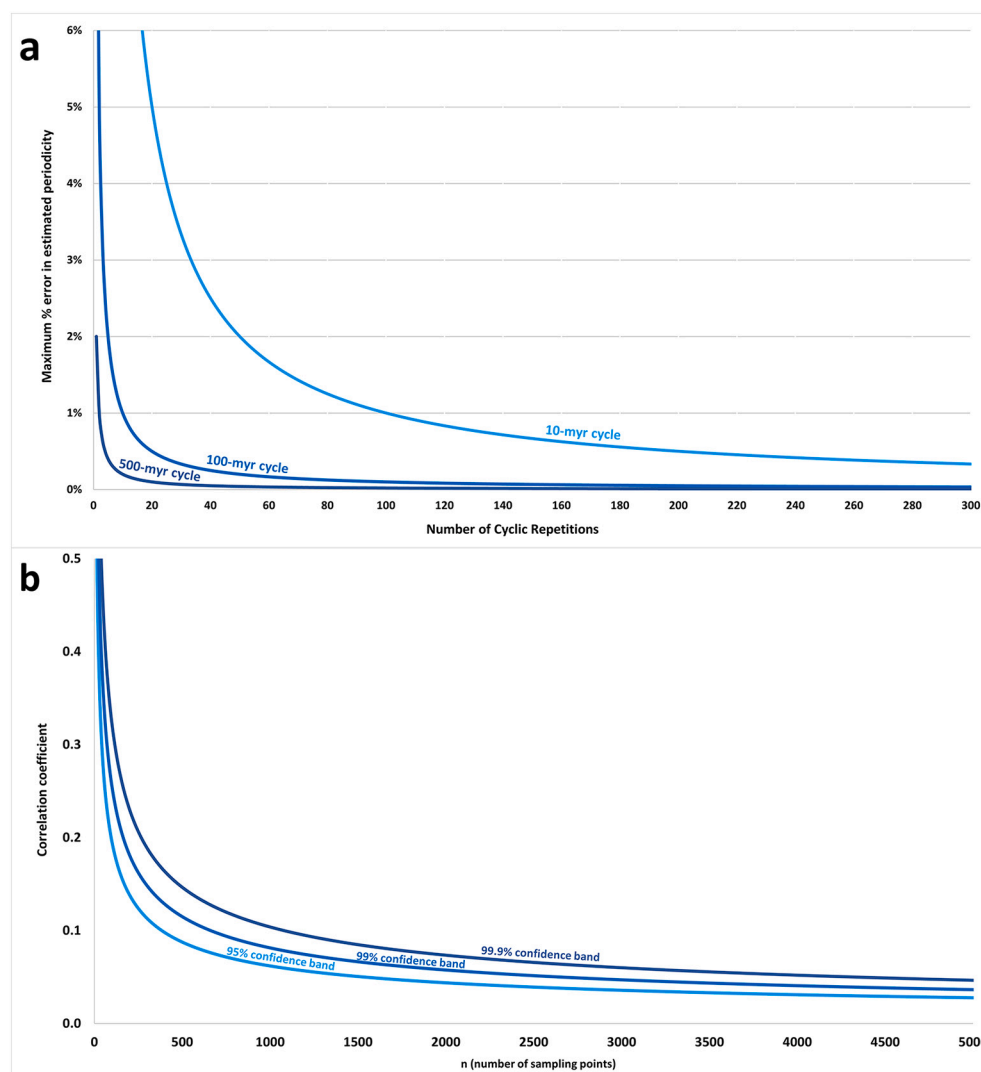 a
Maximum % error in estimated periodicity
6%
5%
4%
3%
2%
1%
0%
10-myr cycle
100-myr cycle
500-myr cycle
0 20 40 60 80 100 120 140 160 180 200 220 240 260 280 300
Number of Cyclic Repetitions
b
Correlation coefficient
0.5
0.4
0.3
0.2
0.1
0.0
99.9% confidence band
99% confidence band
95% confidence band
0 500 1000 1500 2000 2500 3000 3500 4000 4500 5000
n (number of sampling points)